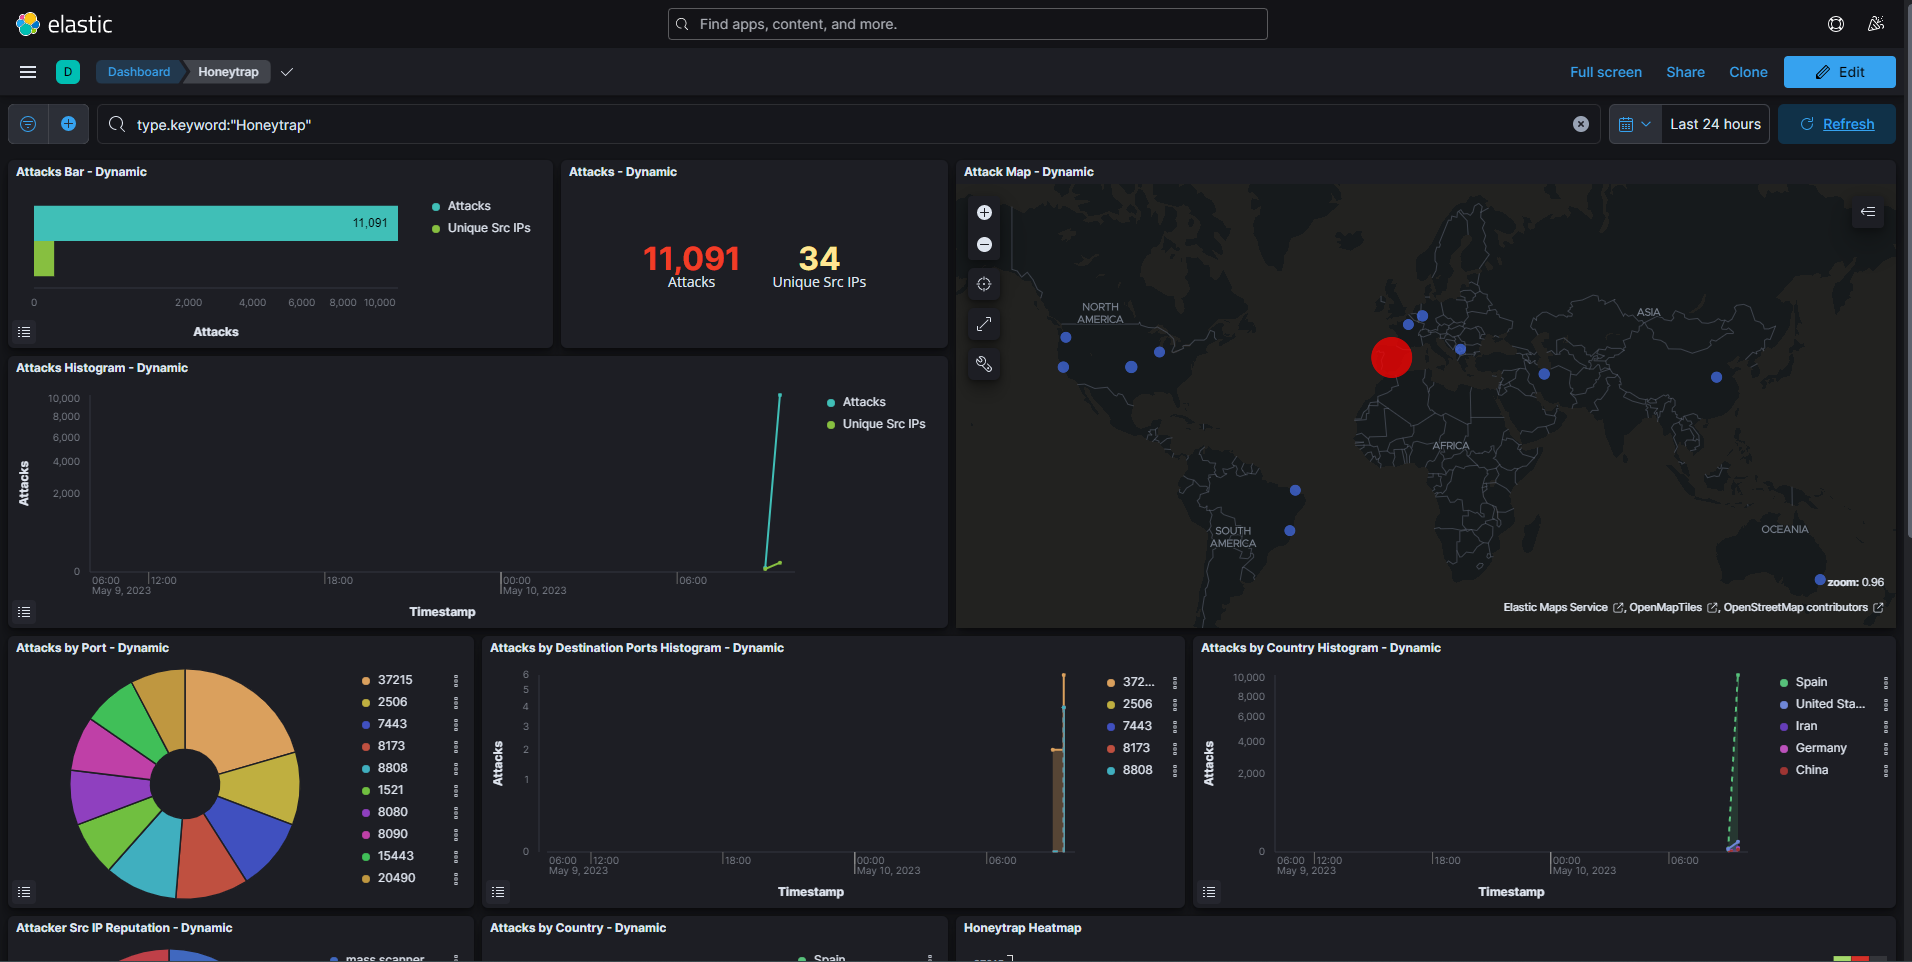 elastic
Find apps, content, and more.
D
Dashboard
Honeytrap
Full screen
Share
Clone
Edit
type.keyword:"Honeytrap"
Last 24 hours
Refresh
Attacks Bar - Dynamic
11,091
Attacks
Unique Src IPs
0
2,000
4,000
6,000
8,000
10,000
Attacks
Attacks - Dynamic
11,091
Attacks
34
Unique Src IPs
Attack Map - Dynamic
NORTH
AMERICA
ASIA
AFRICA
SOUTH
AMERICA
OCEANIA
zoom: 0.96
Elastic Maps Service , OpenMapTiles , OpenStreetMap contributors
Attacks Histogram - Dynamic
Attacks
10,000
8,000
6,000
4,000
2,000
0
06:00
May 9, 2023
12:00
18:00
00:00
May 10, 2023
06:00
Timestamp
Attacks
Unique Src IPs
Attacks by Port - Dynamic
37215
2506
7443
8173
8808
1521
8080
8090
15443
20490
Attacks by Destination Ports Histogram - Dynamic
Attacks
6
5
4
3
2
1
0
06:00
May 9, 2023
12:00
18:00
00:00
May 10, 2023
06:00
Timestamp
372...
2506
7443
8173
8808
Attacks by Country Histogram - Dynamic
Attacks
10,000
8,000
6,000
4,000
2,000
0
06:00
May 9, 2023
12:00
18:00
00:00
May 10, 2023
06:00
Timestamp
Spain
United Sta...
Iran
Germany
China
Attacker Src IP Reputation - Dynamic
mass scanner
Attacks by Country - Dynamic
Spain
Honeytrap Heatmap